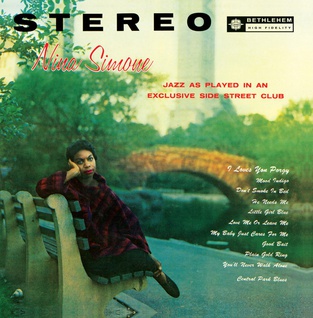 STEREO
BETHLEHEM
HIGH FIDELITY
Nina Simone
JAZZ AS PLAYED IN AN
EXCLUSIVE SIDE STREET CLUB
I Loves You Porgy
Mood Indigo
Don't Smoke In Bed
He Needs Me
Little Girl Blue
Love Me Or Leave Me
My Baby Just Cares For Me
Good Bait
Plain Gold Ring
You'll Never Walk Alone
Central Park Blues